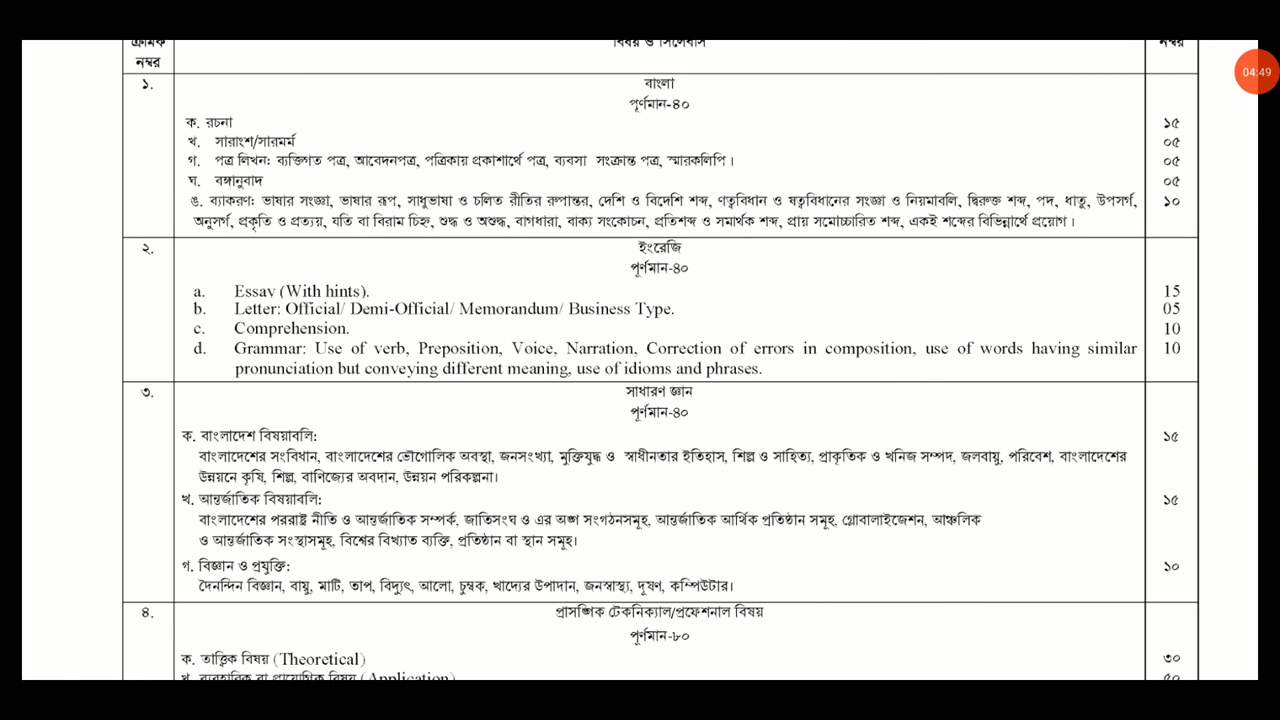 ক্রমিক নম্বর বিষয় ও সিলেবাস নম্বর
১. বাংলা
পূর্ণমান-৪০
ক. রচনা ১৫
খ. সারাংশ/সারমর্ম ০৫
গ. পত্র লিখন: ব্যক্তিগত পত্র, আবেদনপত্র, পত্রিকায় প্রকাশার্থে পত্র, ব্যবসা সংক্রান্ত পত্র, স্মারকলিপি। ০৫
ঘ. বঙ্গানুবাদ ০৫
ঙ. ব্যাকরণ: ভাষার সংজ্ঞা, ভাষার রূপ, সাধুভাষা ও চলিত রীতির রুপান্তর, দেশি ও বিদেশি শব্দ, ণত্ববিধান ও ষত্ববিধানের সংজ্ঞা ও নিয়মাবলি, দ্বিরুক্ত শব্দ, পদ, ধাতু, উপসর্গ, ১০
অনুসর্গ, প্রকৃতি ও প্রত্যয়, যতি বা বিরাম চিহ্ন, শুদ্ধ ও অশুদ্ধ, বাগধারা, বাক্য সংকোচন, প্রতিশব্দ ও সমার্থক শব্দ, প্রায় সমোচ্চারিত শব্দ, একই শব্দের বিভিন্নার্থে প্রয়োগ।
২. ইংরেজি
পূর্ণমান-৪০
a. Essay (With hints). 15
b. Letter: Official/ Demi-Official/ Memorandum/ Business Type. 05
c. Comprehension. 10
d. Grammar: Use of verb, Preposition, Voice, Narration, Correction of errors in composition, use of words having similar 10
pronunciation but conveying different meaning, use of idioms and phrases.
৩. সাধারণ জ্ঞান
পূর্ণমান-৪০
ক. বাংলাদেশ বিষয়াবলি: ১৫
বাংলাদেশের সংবিধান, বাংলাদেশের ভৌগোলিক অবস্থা, জনসংখ্যা, মুক্তিযুদ্ধ ও স্বাধীনতার ইতিহাস, শিল্প ও সাহিত্য, প্রাকৃতিক ও খনিজ সম্পদ, জলবায়ু, পরিবেশ, বাংলাদেশের
উন্নয়নে কৃষি, শিল্প, বাণিজ্যের অবদান, উন্নয়ন পরিকল্পনা।
খ. আন্তর্জাতিক বিষয়াবলি: ১৫
বাংলাদেশের পররাষ্ট্র নীতি ও আন্তর্জাতিক সম্পর্ক, জাতিসংঘ ও এর অঙ্গ সংগঠনসমূহ, আন্তর্জাতিক আর্থিক প্রতিষ্ঠান সমূহ, গ্লোবালাইজেশন, আঞ্চলিক
ও আন্তর্জাতিক সংস্থাসমূহ, বিশ্বের বিখ্যাত ব্যক্তি, প্রতিষ্ঠান বা স্থান সমূহ।
গ. বিজ্ঞান ও প্রযুক্তি: ১০
দৈনন্দিন বিজ্ঞান, বায়ু, মাটি, তাপ, বিদ্যুৎ, আলো, চুম্বক, খাদ্যের উপাদান, জনস্বাস্থ্য, দূষণ, কম্পিউটার।
৪. প্রাসঙ্গিক টেকনিক্যাল/প্রফেশনাল বিষয়
পূর্ণমান-৮০
ক. তাত্ত্বিক বিষয় (Theoretical) ৩০
খ. ব্যবহারিক বা প্রায়োগিক বিষয় (Application) ৫০
04:49